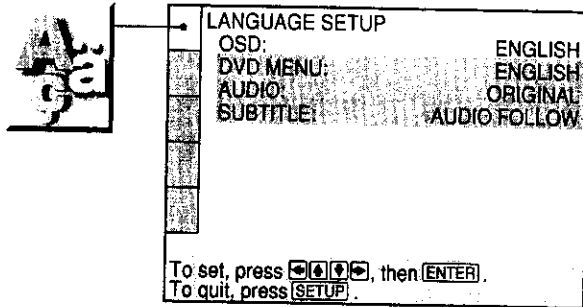 LANGUAGE SETUP
OSD: ENGLISH
DVD MENU: ENGLISH
AUDIO: ORIGINAL
SUBTITLE: AUDIO FOLLOW
To set, press ←↑↓→, then ENTER.
To quit, press SETUP.